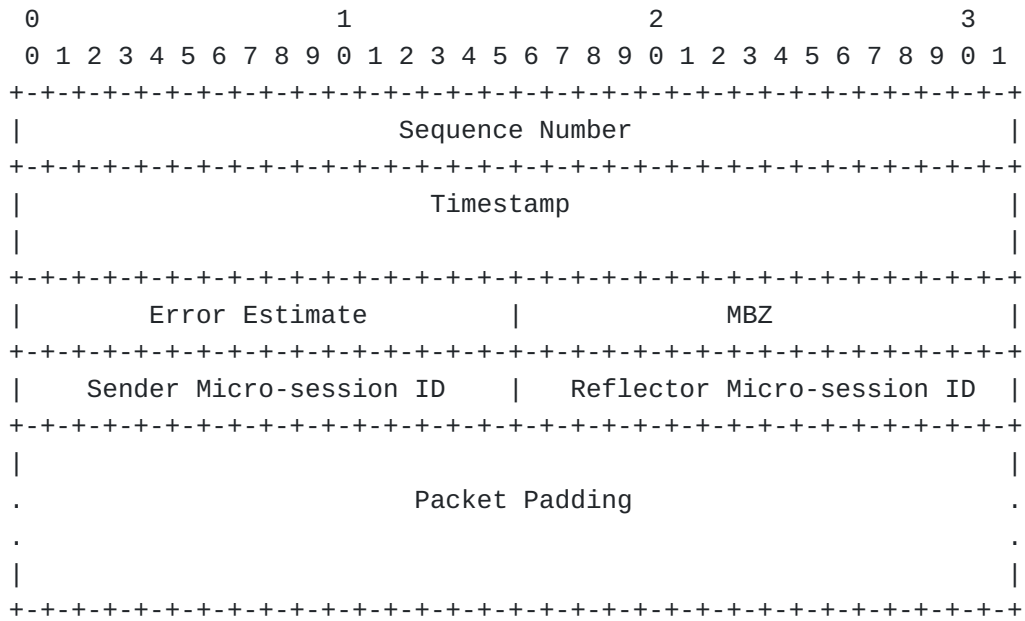 0                   1                   2                   3
 0 1 2 3 4 5 6 7 8 9 0 1 2 3 4 5 6 7 8 9 0 1 2 3 4 5 6 7 8 9 0 1
+-+-+-+-+-+-+-+-+-+-+-+-+-+-+-+-+-+-+-+-+-+-+-+-+-+-+-+-+-+-+-+-+
|                        Sequence Number                        |
+-+-+-+-+-+-+-+-+-+-+-+-+-+-+-+-+-+-+-+-+-+-+-+-+-+-+-+-+-+-+-+-+
|                          Timestamp                            |
|                                                               |
+-+-+-+-+-+-+-+-+-+-+-+-+-+-+-+-+-+-+-+-+-+-+-+-+-+-+-+-+-+-+-+-+
|        Error Estimate         |             MBZ               |
+-+-+-+-+-+-+-+-+-+-+-+-+-+-+-+-+-+-+-+-+-+-+-+-+-+-+-+-+-+-+-+-+
|    Sender Micro-session ID    |   Reflector Micro-session ID  |
+-+-+-+-+-+-+-+-+-+-+-+-+-+-+-+-+-+-+-+-+-+-+-+-+-+-+-+-+-+-+-+-+
|                                                               |
.                         Packet Padding                        .
.                                                               .
|                                                               |
+-+-+-+-+-+-+-+-+-+-+-+-+-+-+-+-+-+-+-+-+-+-+-+-+-+-+-+-+-+-+-+-+